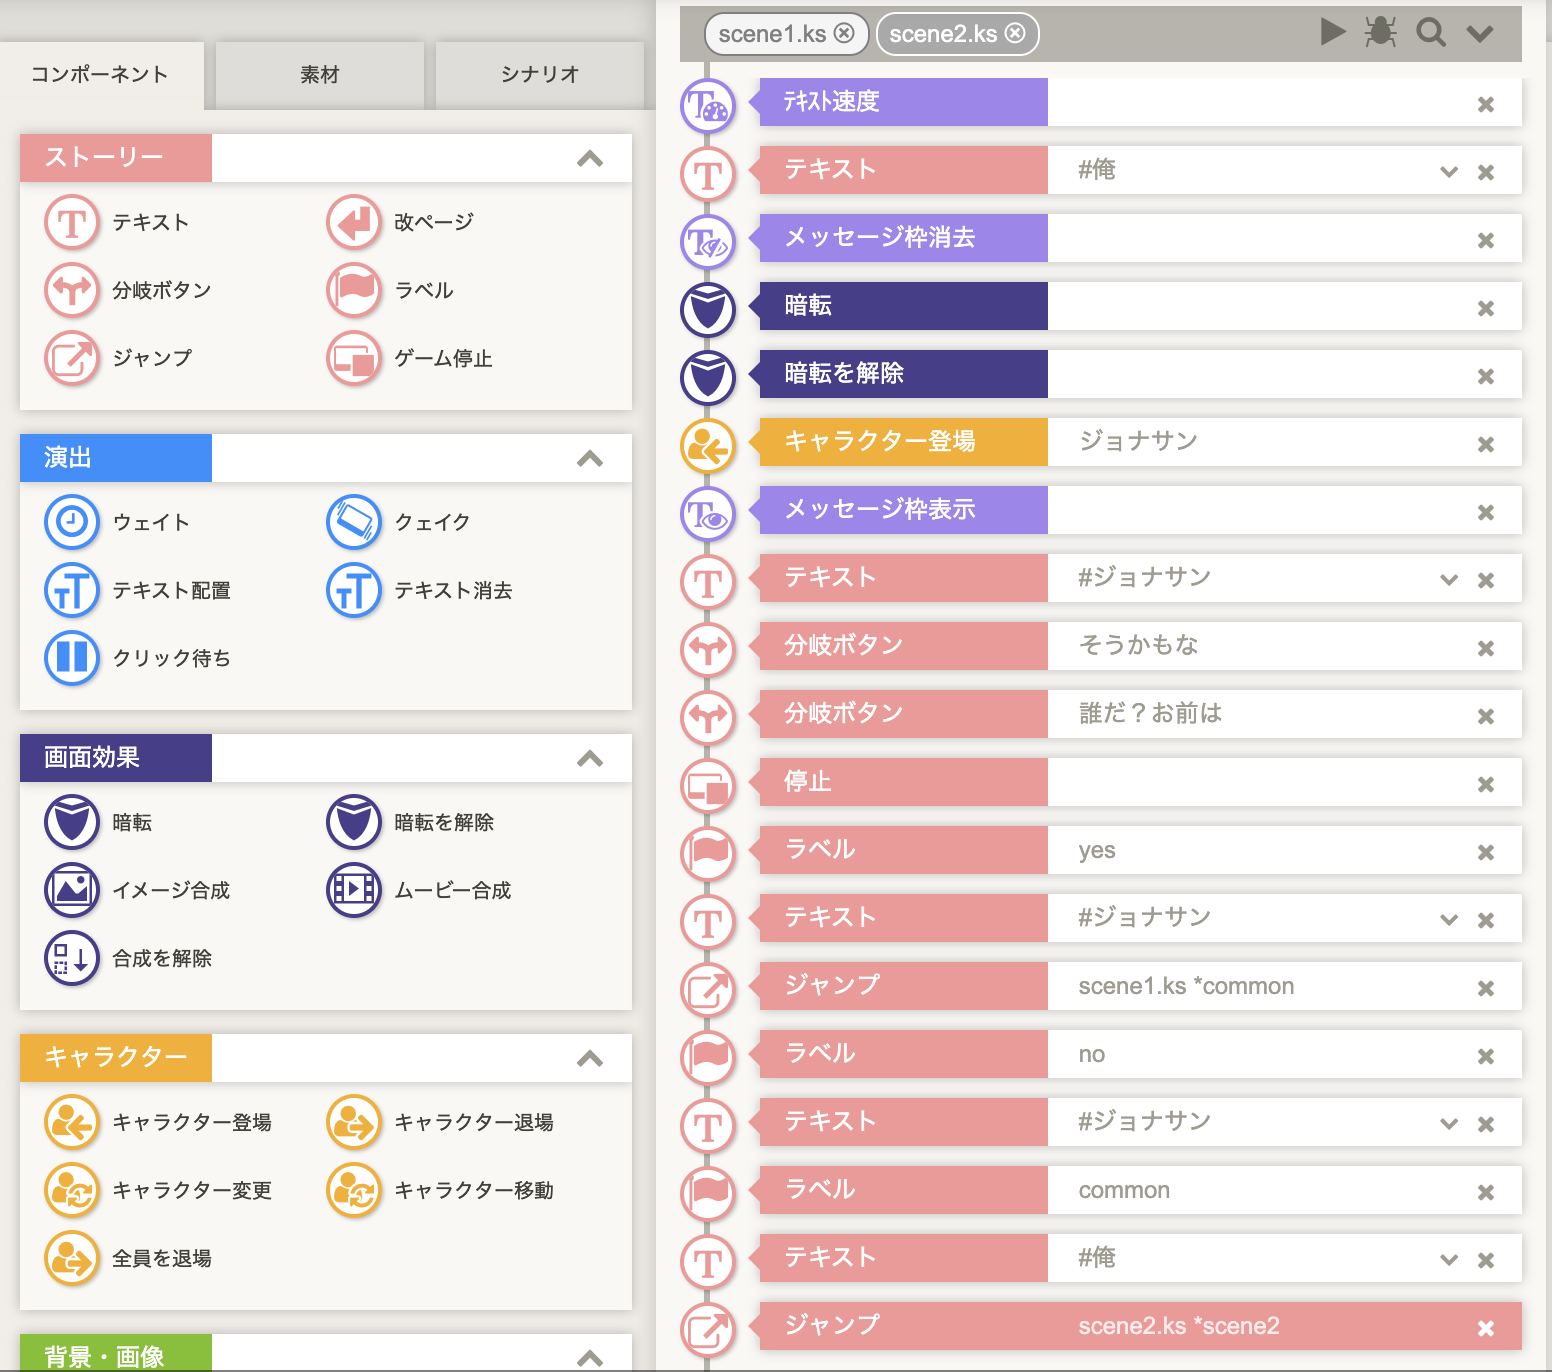 コンポーネント
素材
シナリオ
ストーリー
テキスト
改ページ
分岐ボタン
ラベル
ジャンプ
ゲーム停止
演出
ウェイト
クェイク
テキスト配置
テキスト消去
クリック待ち
画面効果
暗転
暗転を解除
イメージ合成
ムービー合成
合成を解除
キャラクター
キャラクター登場
キャラクター退場
キャラクター変更
キャラクター移動
全員を退場
背景・画像
scene1.ks
scene2.ks
ﾃｷｽﾄ速度
テキスト #俺
メッセージ枠消去
暗転
暗転を解除
キャラクター登場 ジョナサン
メッセージ枠表示
テキスト #ジョナサン
分岐ボタン そうかもな
分岐ボタン 誰だ？お前は
停止
ラベル yes
テキスト #ジョナサン
ジャンプ scene1.ks *common
ラベル no
テキスト #ジョナサン
ラベル common
テキスト #俺
ジャンプ scene2.ks *scene2